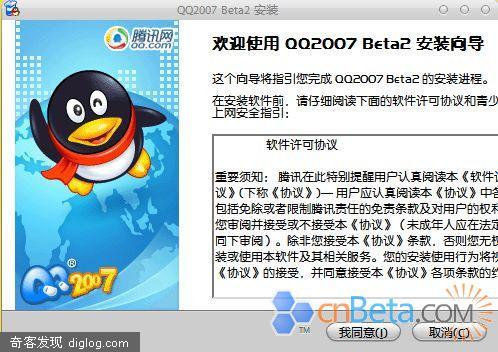 QQ2007 Beta2 安装
腾讯网
QQ.com
欢迎使用 QQ2007 Beta2 安装向导
这个向导将指引您完成 QQ2007 Beta2 的安装进程。
在安装软件前，请仔细阅读下面的软件许可协议和青少
上网安全指引：
软件许可协议
重要须知： 腾讯在此特别提醒用户认真阅读本《软件许
议》(下称《协议》)— 用户应认真阅读本《协议》中各
包括免除或者限制腾讯责任的免责条款及对用户的权利
您审阅并接受或不接受本《协议》（未成年人应在法定
同下审阅）。除非您接受本《协议》条款，否则您无权
装或使用本软件及其相关服务。您的安装使用行为将视
《协议》的接受，并同意接受本《协议》各项条款的约
QQ 2007
®
cnBeta.com
TM
我同意(I)
取消(C)
奇客发现 diglog.com